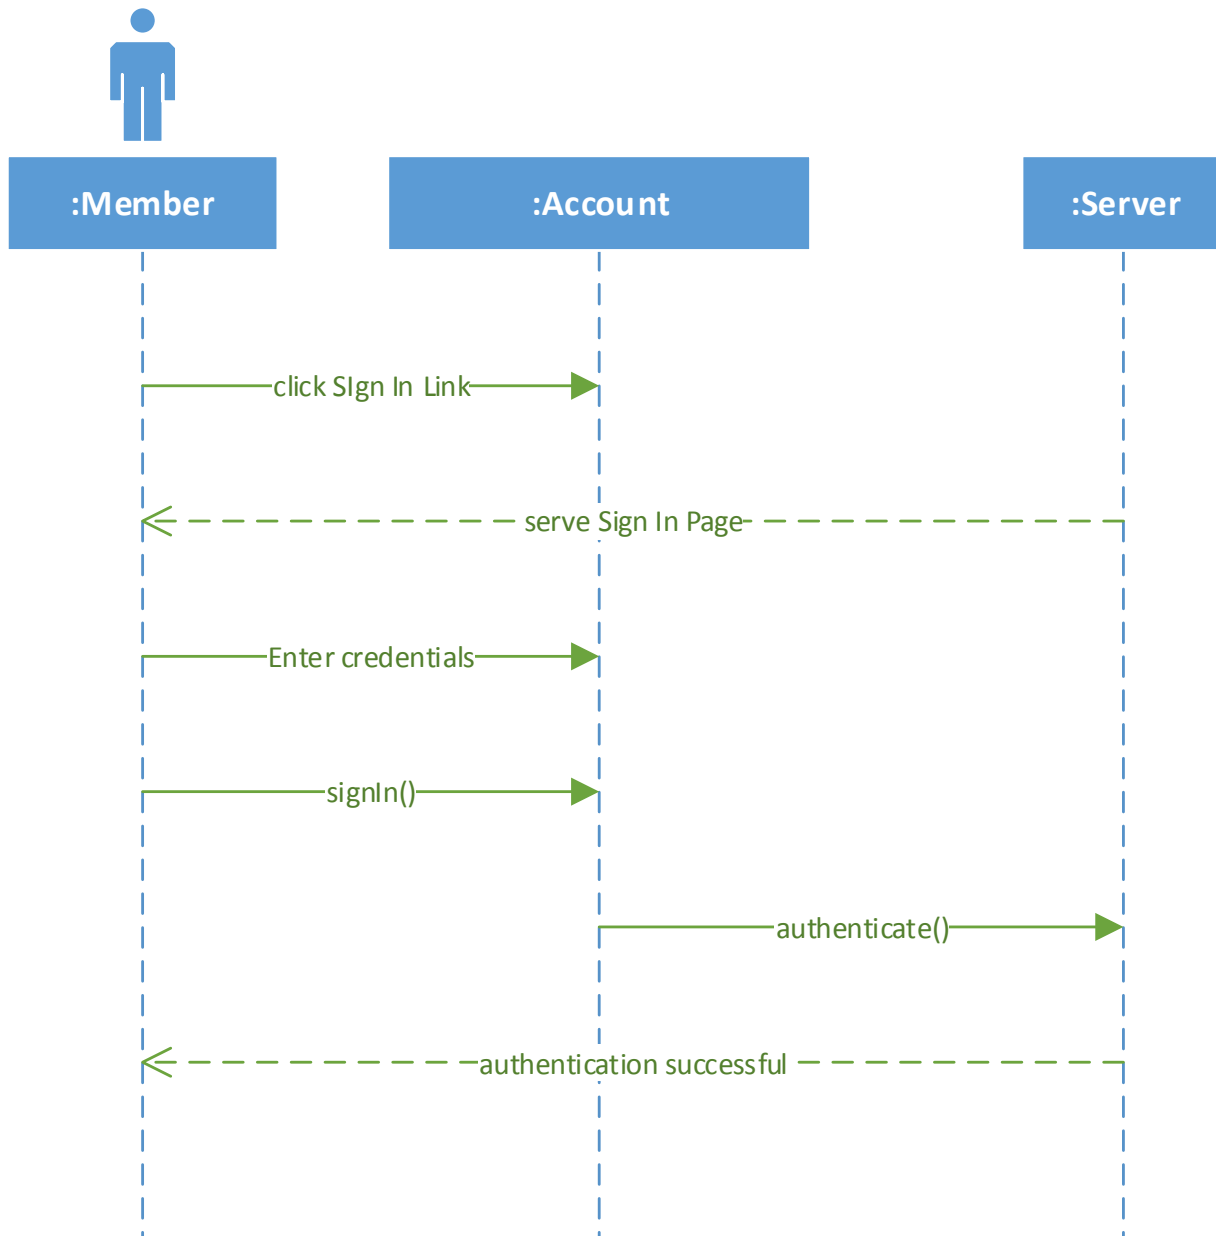 :Member
:Account
:Server
click SIgn In Link
serve Sign In Page
Enter credentials
signIn()
authenticate()
authentication successful